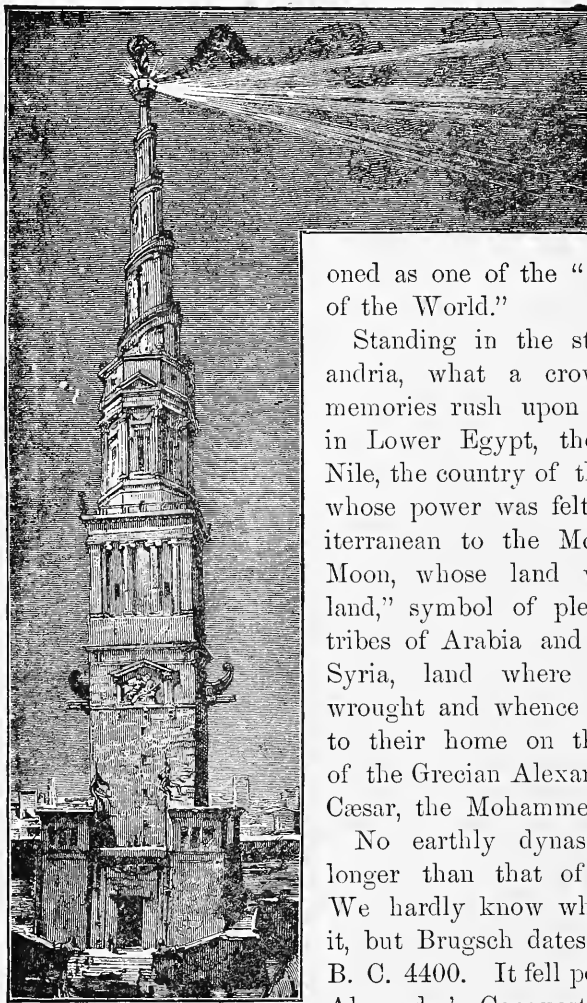 oned as one of the “
of the World.”
Standing in the st
andria, what a crow
memories rush upon
in Lower Egypt, the
Nile, the country of th
whose power was felt
iterranean to the Mo
Moon, whose land w
land,” symbol of ple
tribes of Arabia and
Syria, land where
wrought and whence
to their home on th
of the Grecian Alexan
Cæsar, the Mohamme
No earthly dynas
longer than that of
We hardly know wh
it, but Brugsch dates
B. C. 4400. It fell pe